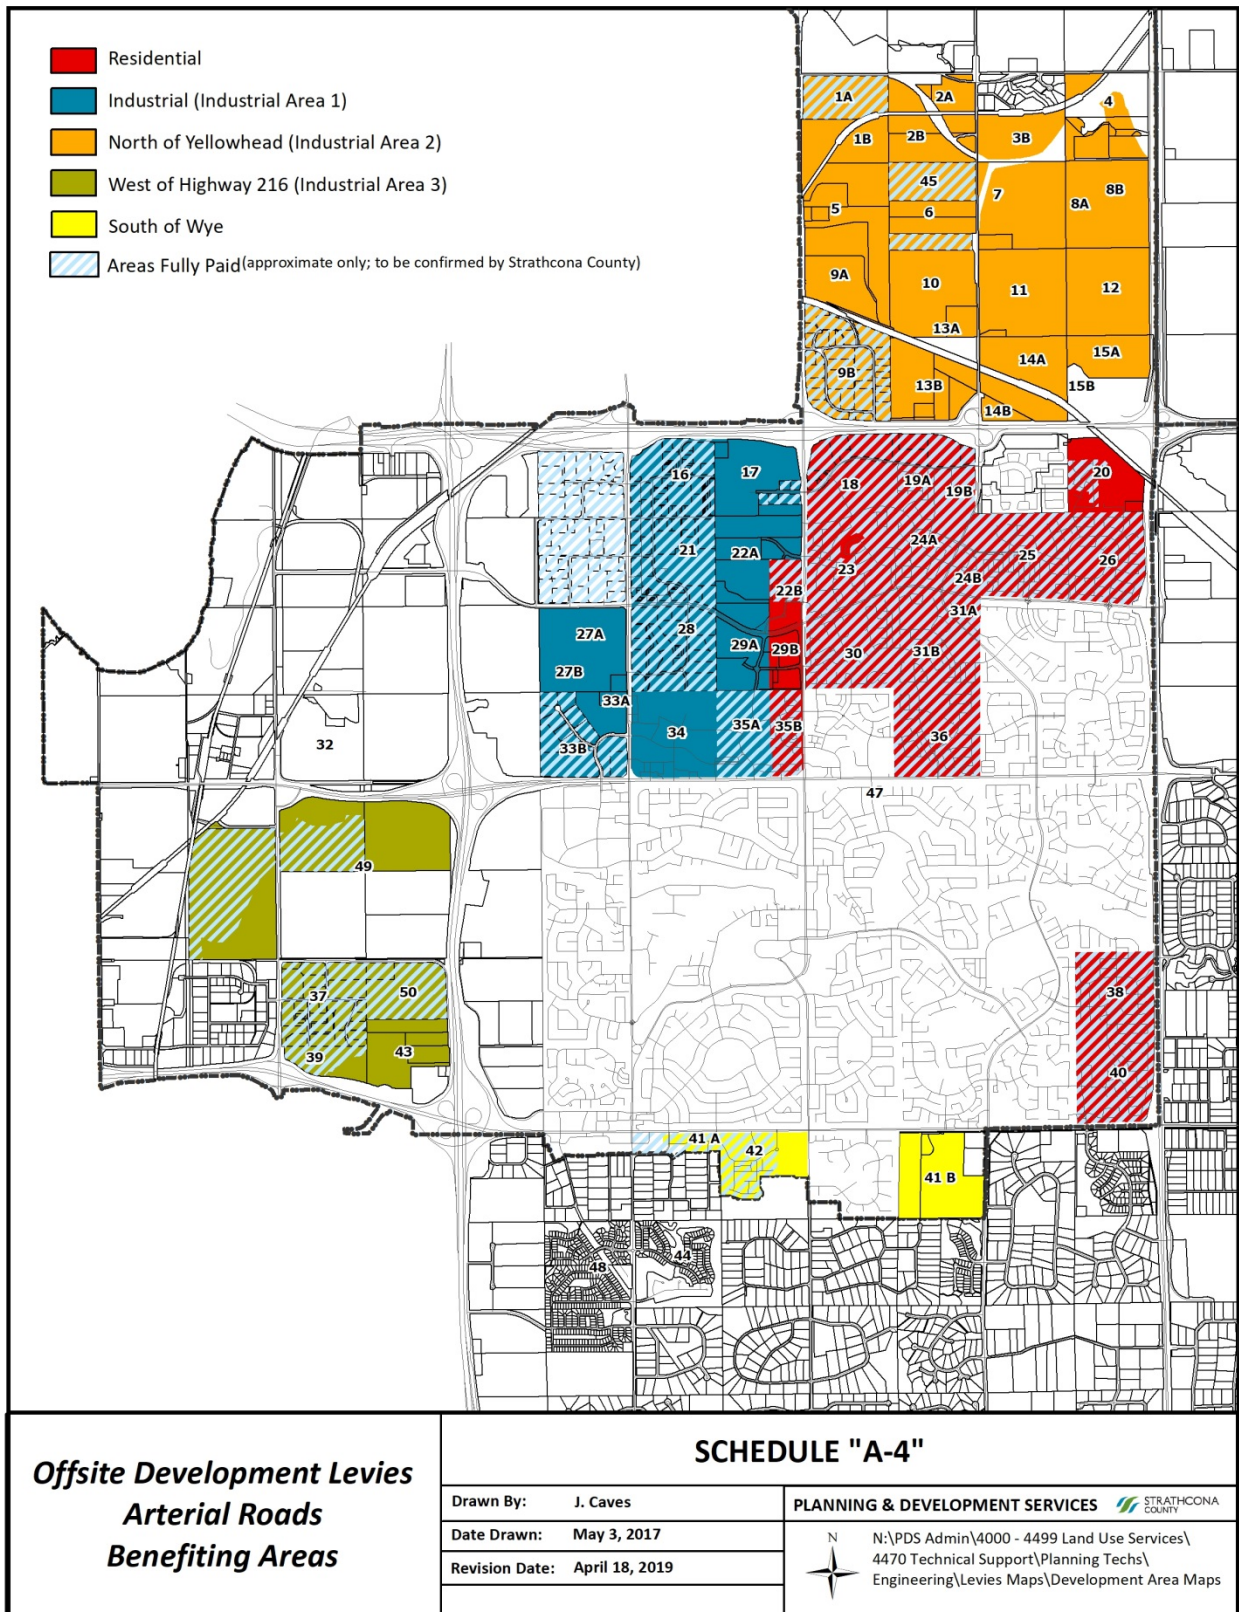 Residential
Industrial (Industrial Area 1)
North of Yellowhead (Industrial Area 2)
West of Highway 216 (Industrial Area 3)
South of Wye
Areas Fully Paid (approximate only; to be confirmed by Strathcona County)
1A
2A
4
1B
2B
3B
45
7
8A
8B
5
6
9A
10
11
12
13A
14A
15A
9B
13B
14B
15B
16
17
18
19A
19B
20
21
22A
24A
25
26
23
22B
24B
31A
27A
28
29A
29B
30
31B
27B
33A
34
35A
35B
36
32
33B
47
49
37
50
38
39
43
40
41 A
42
41 B
44
48
Offsite Development Levies
Arterial Roads
Benefiting Areas
SCHEDULE "A-4"
Drawn By: J. Caves
Date Drawn: May 3, 2017
Revision Date: April 18, 2019
PLANNING & DEVELOPMENT SERVICES
STRATHCONA
COUNTY
N
N:\PDS Admin\4000 - 4499 Land Use Services\
4470 Technical Support\Planning Techs\
Engineering\Levies Maps\Development Area Maps